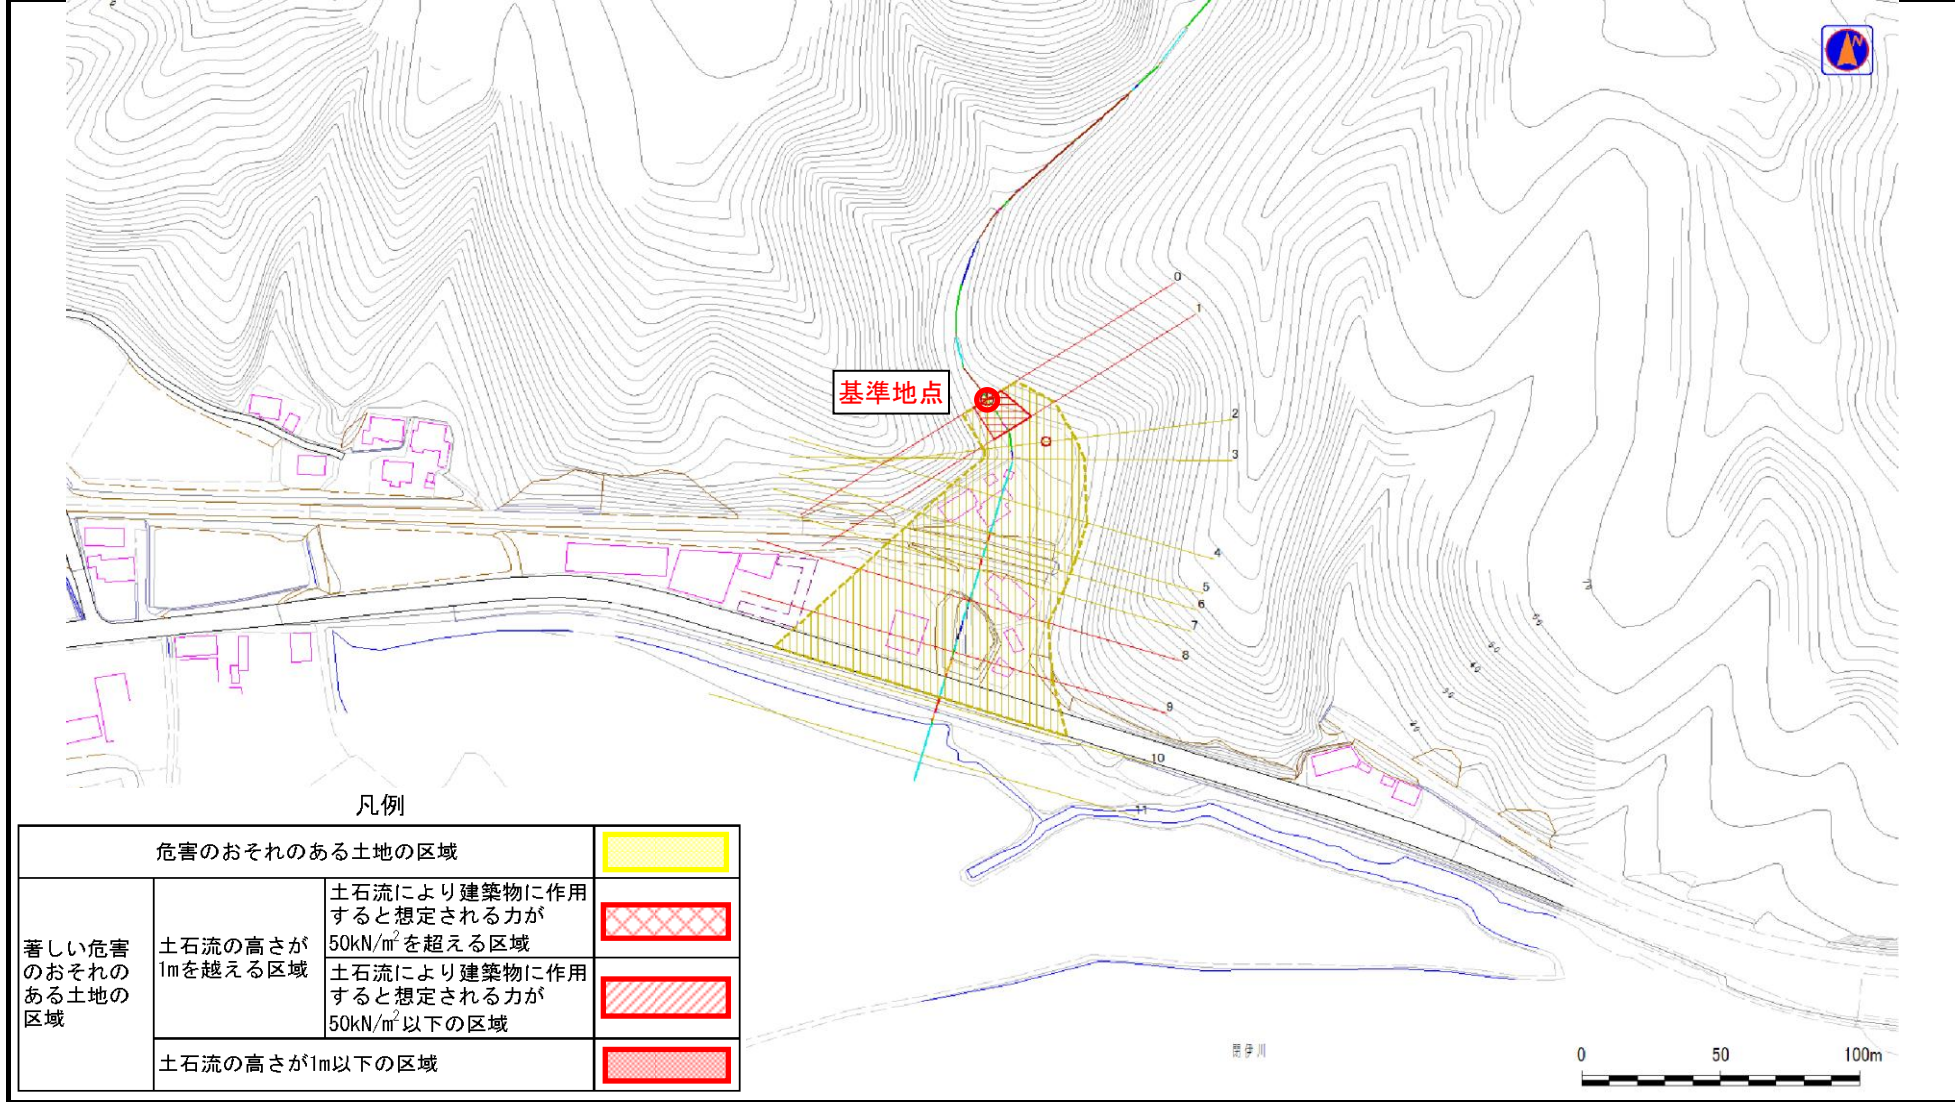 N
0
1
基準地点
2
3
4
5
6
7
8
9
10
11
凡例
危害のおそれのある土地の区域
著しい危害
のおそれの
ある土地の
区域
土石流の高さが
1mを越える区域
土石流により建築物に作用
すると想定される力が
50kN/m²を超える区域
土石流により建築物に作用
すると想定される力が
50kN/m²以下の区域
土石流の高さが1m以下の区域
閉伊川
0 50 100m